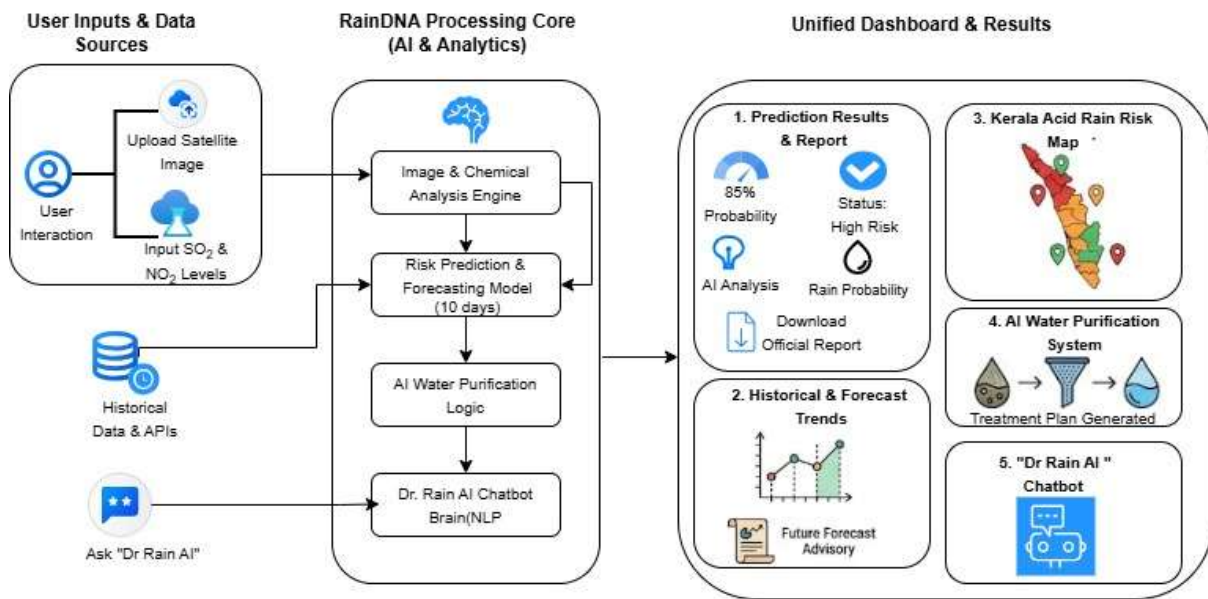 User Inputs & Data
Sources
User
Interaction
Upload Satellite
Image
Input SO₂ &
NO₂ Levels
Historical
Data & APIs
Ask "Dr Rain AI"
RainDNA Processing Core
(AI & Analytics)
Image & Chemical
Analysis Engine
Risk Prediction &
Forecasting Model
(10 days)
AI Water Purification
Logic
Dr. Rain AI Chatbot
Brain(NLP
Unified Dashboard & Results
1. Prediction Results
& Report
85%
Probability
Status:
High Risk
AI Analysis
Rain Probability
Download
Official Report
2. Historical & Forecast
Trends
Future Forecast
Advisory
3. Kerala Acid Rain Risk
Map
4. AI Water Purification
System
Treatment Plan Generated
5. "Dr Rain AI "
Chatbot